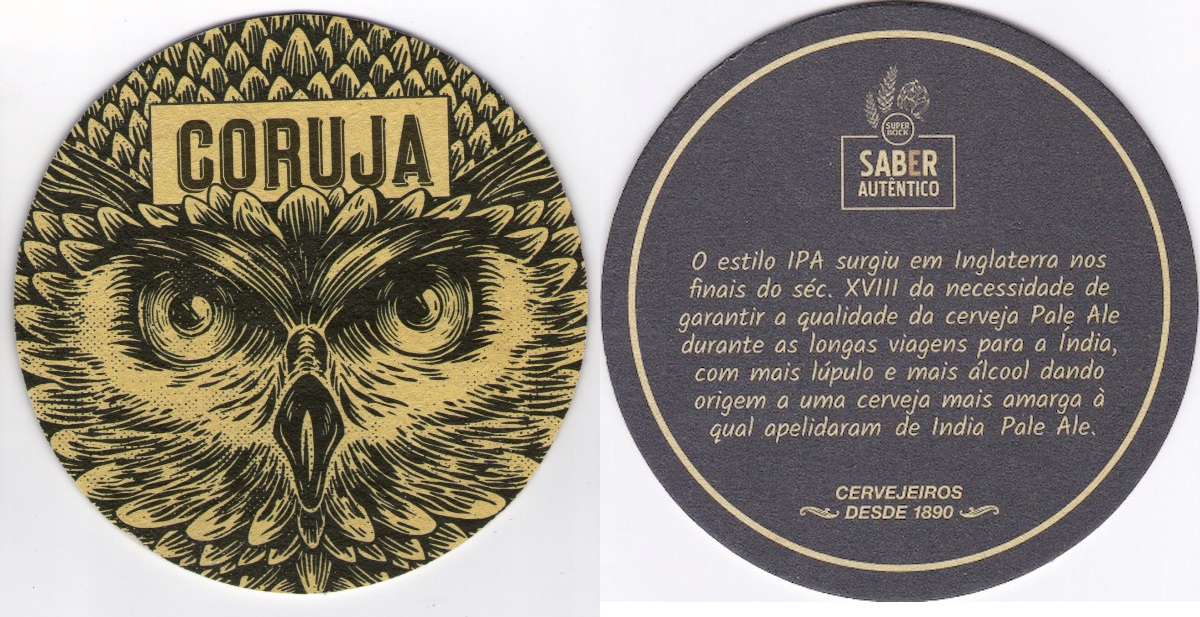 CORUJA
SUPER
BOCK
SABER
AUTÊNTICO
O estilo IPA surgiu em Inglaterra nos
finais do séc. XVIII da necessidade de
garantir a qualidade da cerveja Pale Ale
durante as longas viagens para a Índia,
com mais lúpulo e mais álcool dando
origem a uma cerveja mais amarga à
qual apelidaram de India Pale Ale.
CERVEJEIROS
DESDE 1890